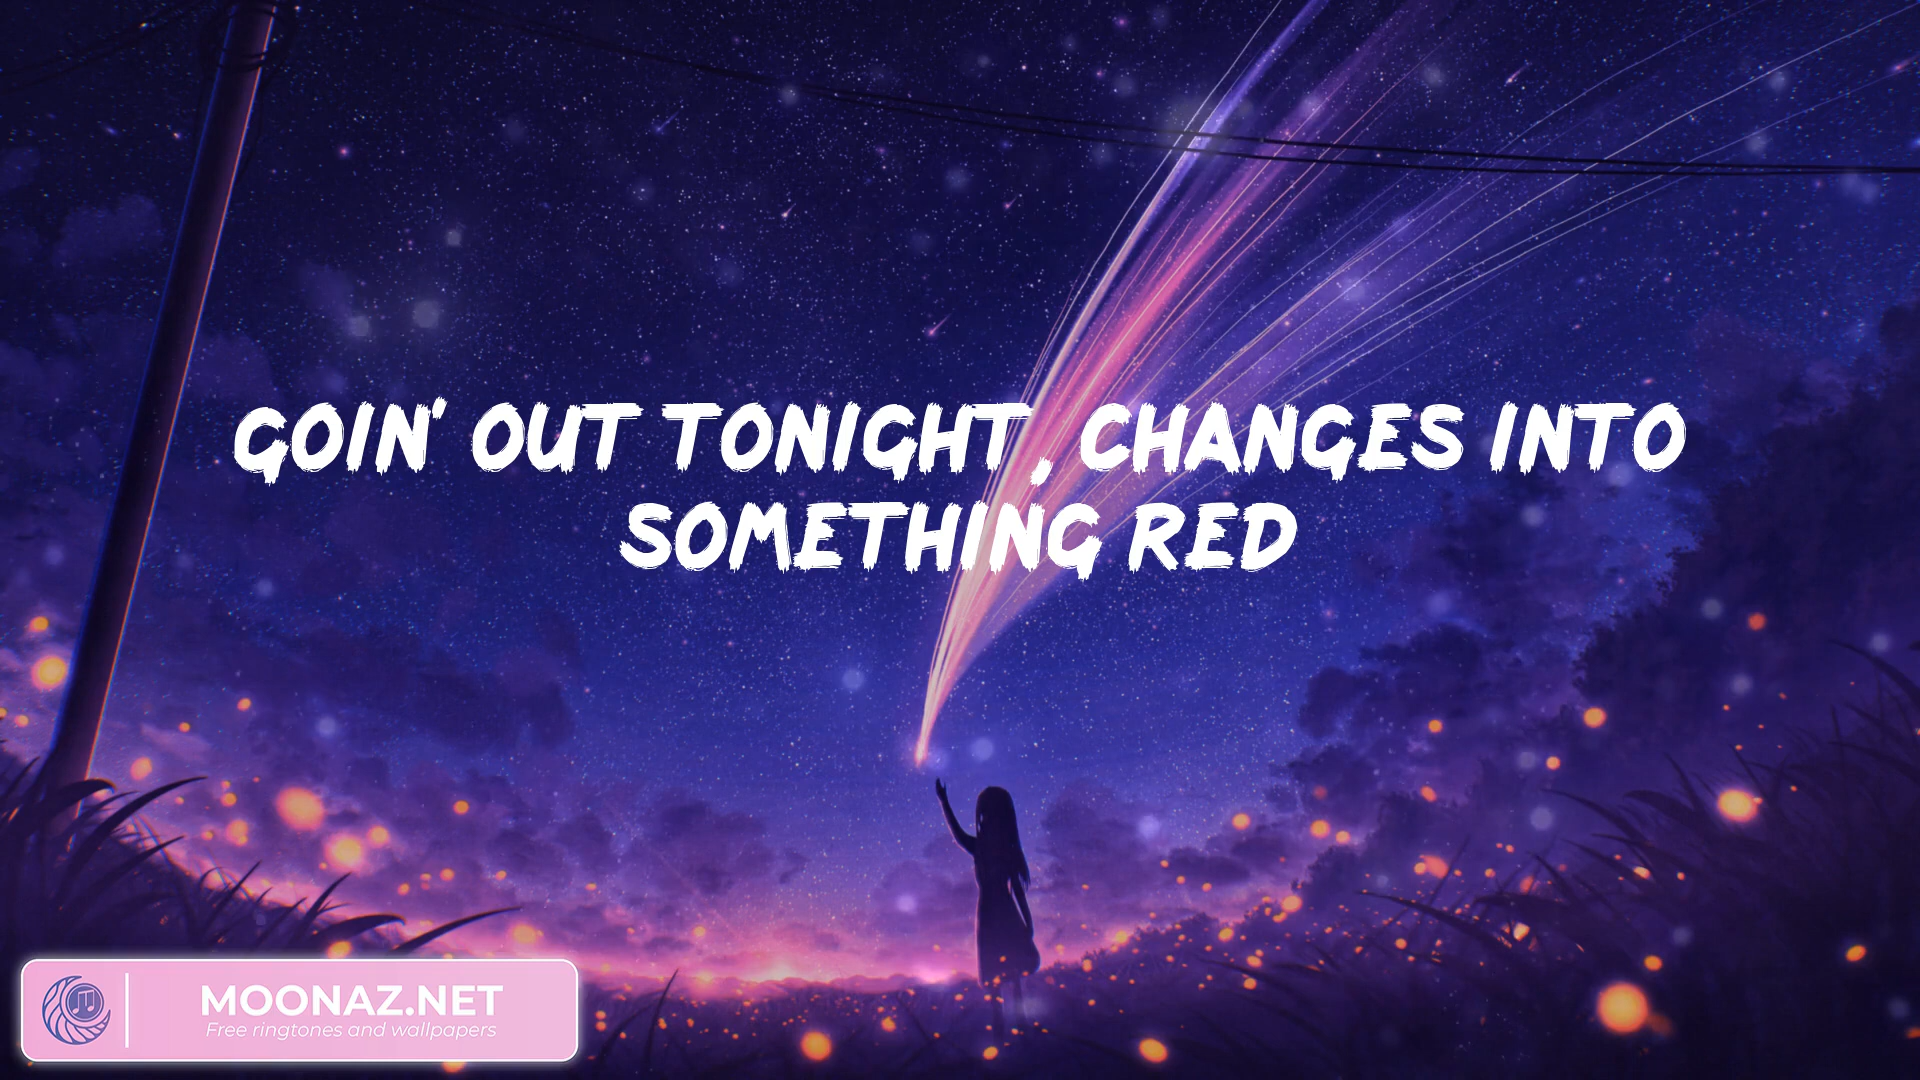 GOIN' OUT TONIGHT, CHANGES INTO
SOMETHING RED
MOONAZ.NET
Free ringtones and wallpapers